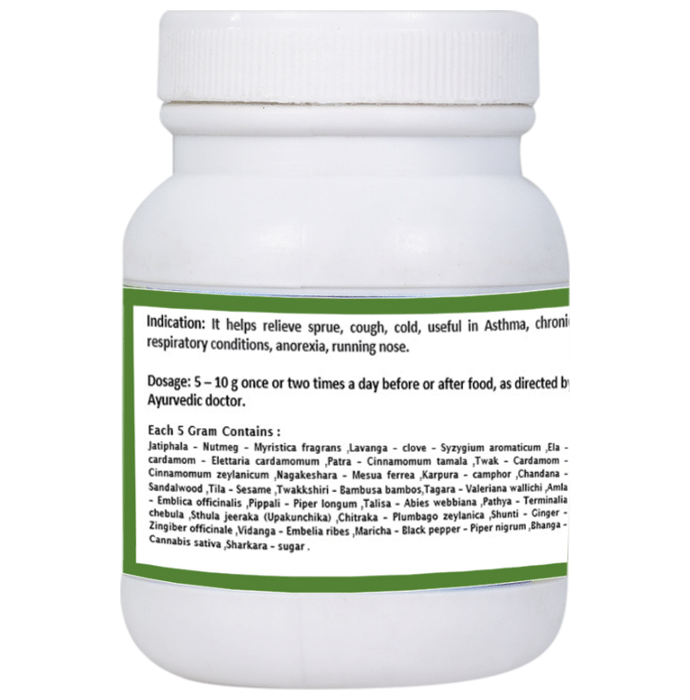 Indication: It helps relieve sprue, cough, cold, useful in Asthma, chronic
respiratory conditions, anorexia, running nose.
Dosage: 5 – 10 g once or two times a day before or after food, as directed by
Ayurvedic doctor.
Each 5 Gram Contains :
Jatiphala - Nutmeg - Myristica fragrans ,Lavanga - clove - Syzygium aromaticum ,Ela -
cardamom - Elettaria cardamomum ,Patra - Cinnamomum tamala ,Twak - Cardamom -
Cinnamomum zeylanicum ,Nagakeshara - Mesua ferrea ,Karpura - camphor ,Chandana -
Sandalwood ,Tila - Sesame ,Twakkshiri - Bambusa bambos,Tagara - Valeriana wallichi ,Amla
- Emblica officinalis ,Pippali - Piper longum ,Talisa - Abies webbiana ,Pathya - Terminalia
chebula ,Sthula jeeraka (Upakunchika) ,Chitraka - Plumbago zeylanica ,Shunti - Ginger -
Zingiber officinale ,Vidanga - Embelia ribes ,Maricha - Black pepper - Piper nigrum ,Bhanga -
Cannabis sativa ,Sharkara - sugar .